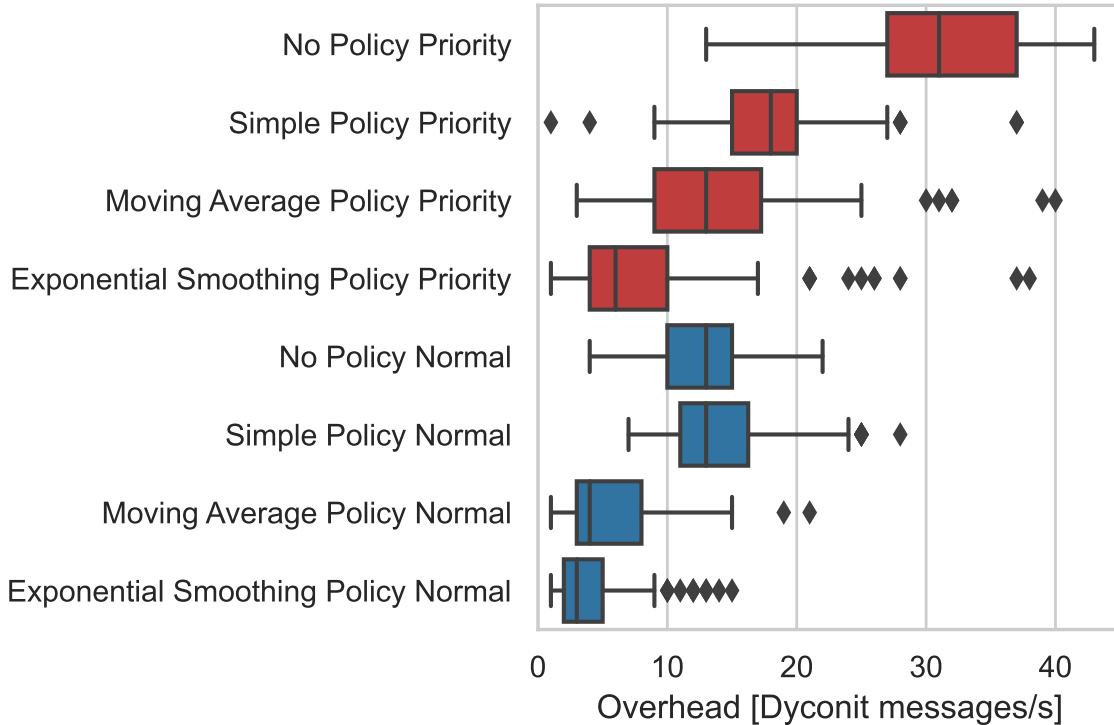 No Policy Priority
Simple Policy Priority
Moving Average Policy Priority
Exponential Smoothing Policy Priority
No Policy Normal
Simple Policy Normal
Moving Average Policy Normal
Exponential Smoothing Policy Normal
0 10 20 30 40
Overhead [Dyconit messages/s]